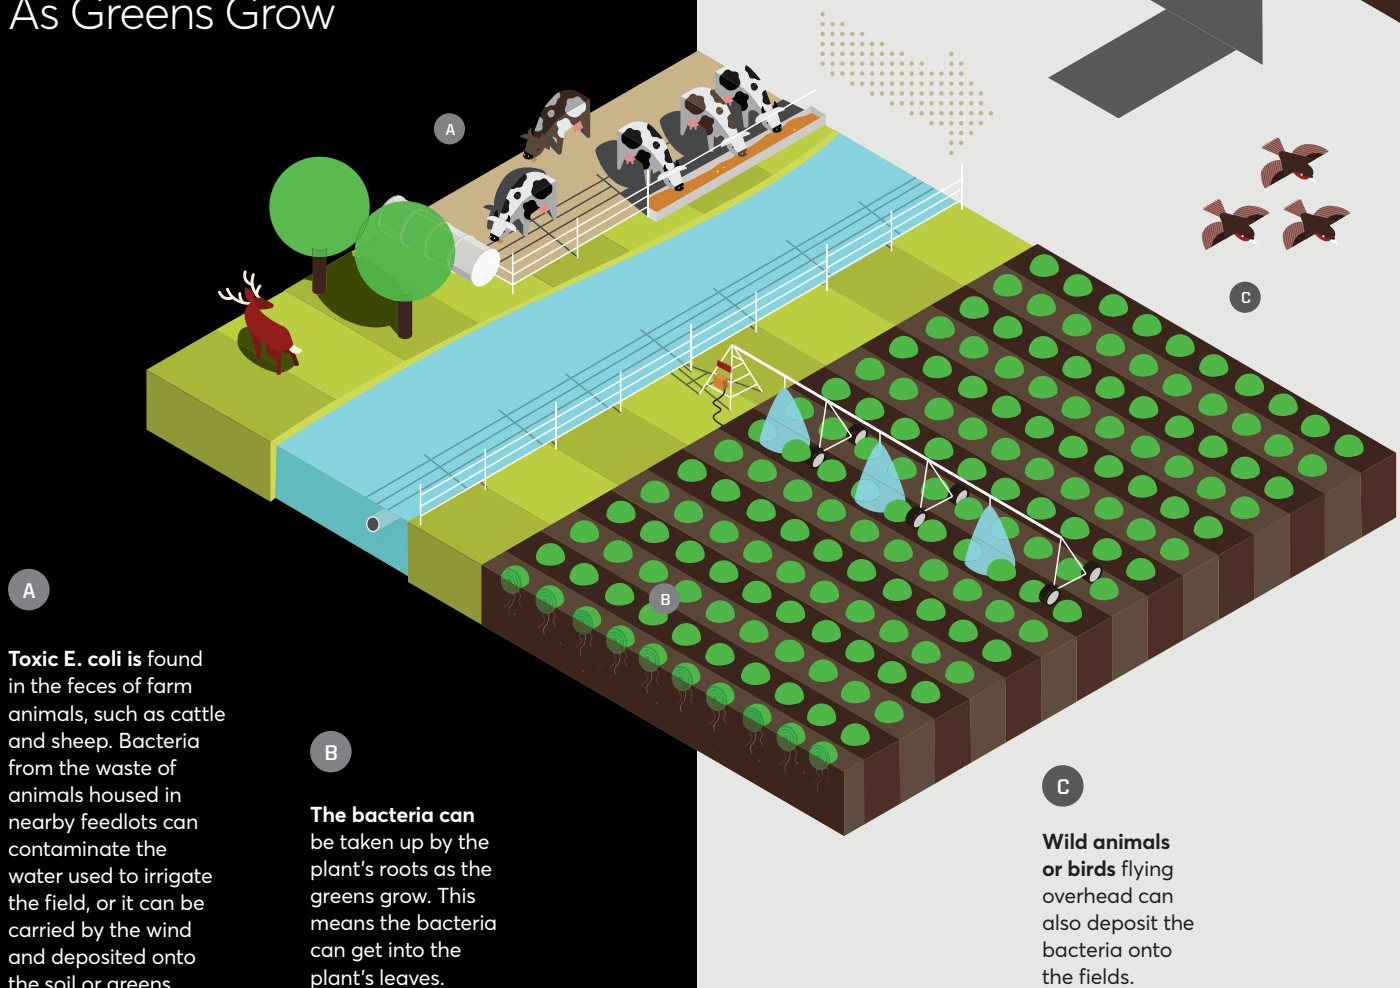 As Greens Grow
A
C
B
A
Toxic E. coli is found
in the feces of farm
animals, such as cattle
and sheep. Bacteria
from the waste of
animals housed in
nearby feedlots can
contaminate the
water used to irrigate
the field, or it can be
carried by the wind
and deposited onto
the soil or greens.
B
The bacteria can
be taken up by the
plant's roots as the
greens grow. This
means the bacteria
can get into the
plant's leaves.
C
Wild animals
or birds flying
overhead can
also deposit the
bacteria onto
the fields.